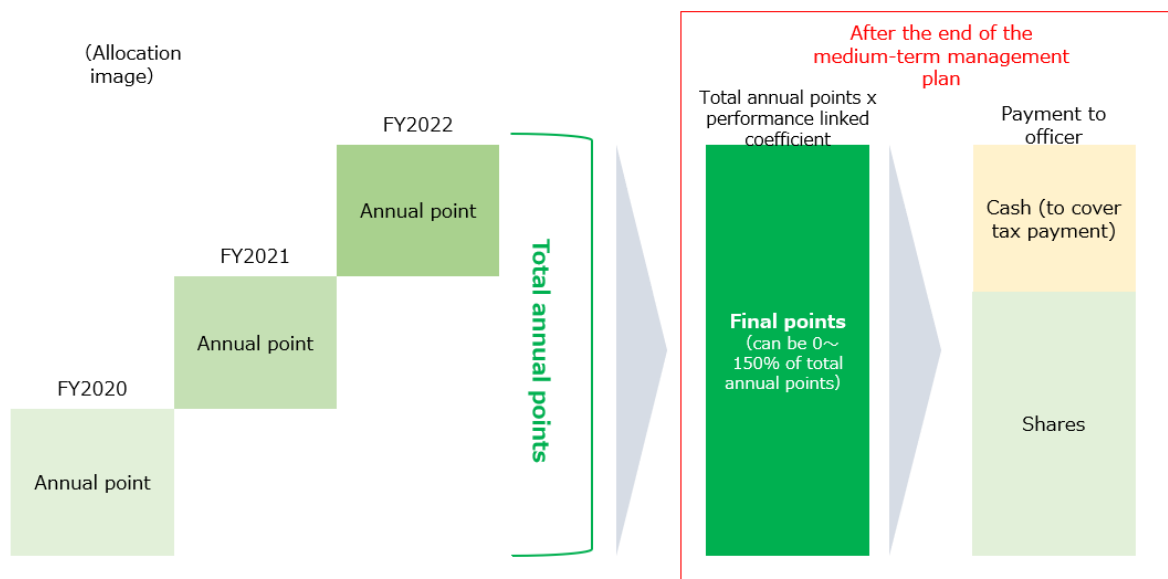 （Allocation
image）
FY2022
Annual point
FY2021
Annual point
FY2020
Annual point
Total annual points
After the end of the
medium-term management
plan
Total annual points x
performance linked
coefficient
Final points
（can be 0～
150% of total
annual points）
Payment to
officer
Cash (to cover
tax payment)
Shares